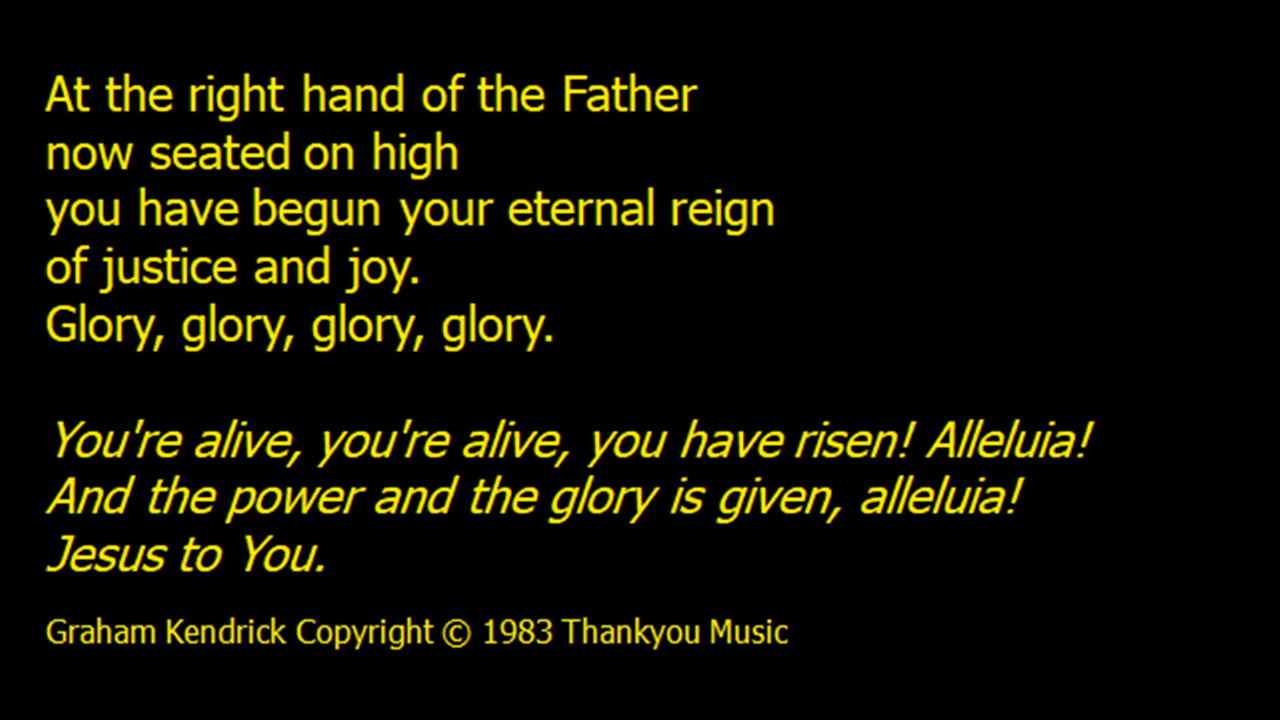 At the right hand of the Father
now seated on high
you have begun your eternal reign
of justice and joy.
Glory, glory, glory, glory.
You're alive, you're alive, you have risen! Alleluia!
And the power and the glory is given, alleluia!
Jesus to You.
Graham Kendrick Copyright © 1983 Thankyou Music